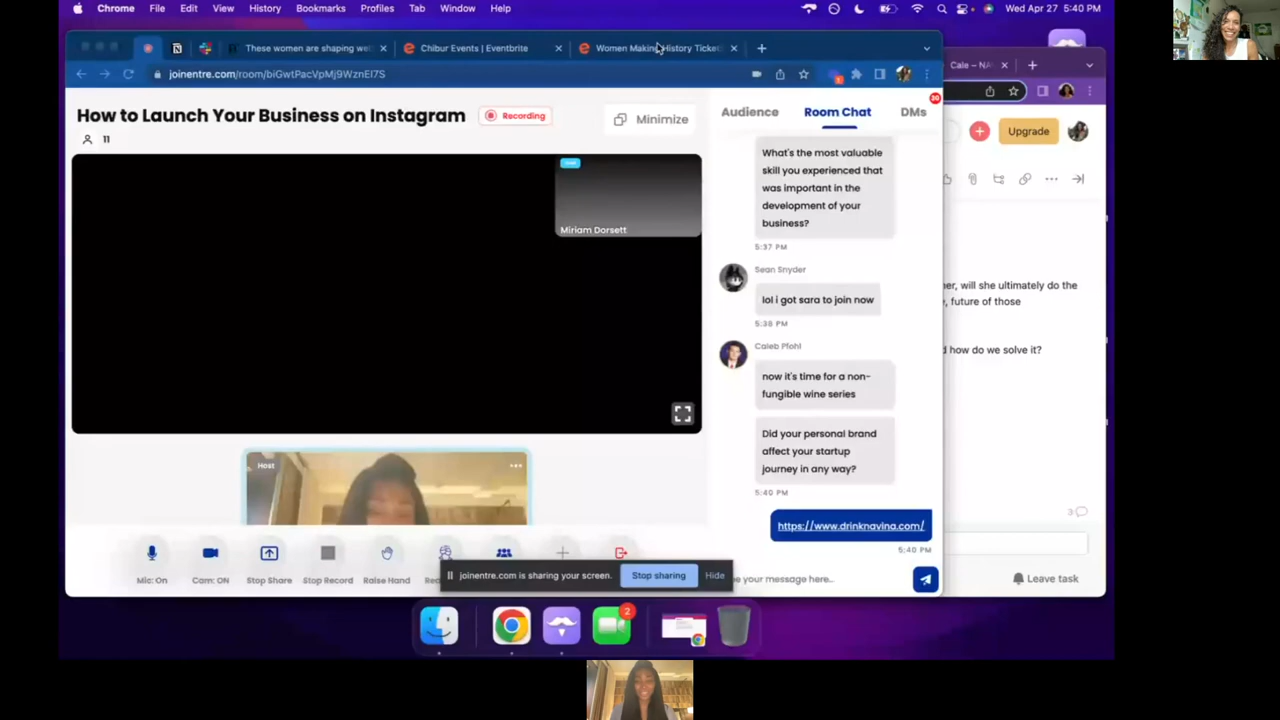 Chrome File Edit View History Bookmarks Profiles Tab Window Help Wed Apr 27 5:40 PM
These women are shaping we Chibur Events | Eventbrite Women Making History Ticket Cale – NA
joinentre.com/room/biGwtPacVpMj9WznEl7S
How to Launch Your Business on Instagram
Recording
Minimize
11
Audience Room Chat DMs
30
Upgrade
Miriam Dorsett
What's the most valuable
skill you experienced that
was important in the
development of your
business?
5:37 PM
Sean Snyder
lol i got sara to join now
5:38 PM
Caleb Pfohl
now it's time for a non-
fungible wine series
Did your personal brand
affect your startup
journey in any way?
5:40 PM
https://www.drinknavina.com/
5:40 PM
er, will she ultimately do the
, future of those
d how do we solve it?
3
Leave task
Host
Mic: On Cam: ON Stop Share Stop Record Raise Hand Rec
joinentre.com is sharing your screen. Stop sharing Hide
e your message here..
2